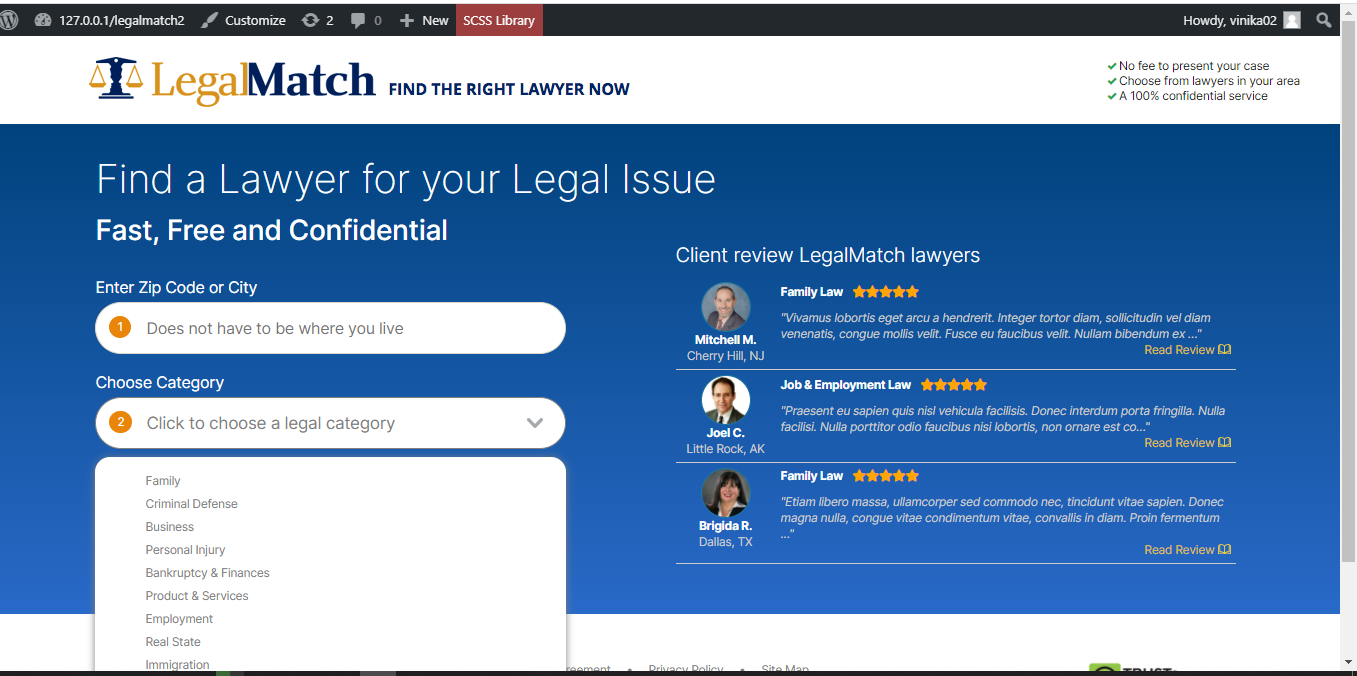 127.0.0.1/legalmatch2 Customize 2 0 New SCSS Library Howdy, vinika02
LegalMatch FIND THE RIGHT LAWYER NOW
No fee to present your case
Choose from lawyers in your area
A 100% confidential service
Find a Lawyer for your Legal Issue
Fast, Free and Confidential
Enter Zip Code or City
1 Does not have to be where you live
Choose Category
2 Click to choose a legal category
Family
Criminal Defense
Business
Personal Injury
Bankruptcy & Finances
Product & Services
Employment
Real State
Immigration
Client review LegalMatch lawyers
Mitchell M.
Cherry Hill, NJ
Family Law
"Vivamus lobortis eget arcu a hendrerit. Integer tortor diam, sollicitudin vel diam
venenatis, congue mollis velit. Fusce eu faucibus velit. Nullam bibendum ex ..."
Read Review
Joel C.
Little Rock, AK
Job & Employment Law
"Praesent eu sapien quis nisl vehicula facilisis. Donec interdum porta fringilla. Nulla
facilisi. Nulla porttitor odio faucibus nisi lobortis, non ornare est co..."
Read Review
Brigida R.
Dallas, TX
Family Law
"Etiam libero massa, ullamcorper sed commodo nec, tincidunt vitae sapien. Donec
magna nulla, congue vitae condimentum vitae, convallis in diam. Proin fermentum
..."
Read Review
reement • Privacy Policy • Site Map